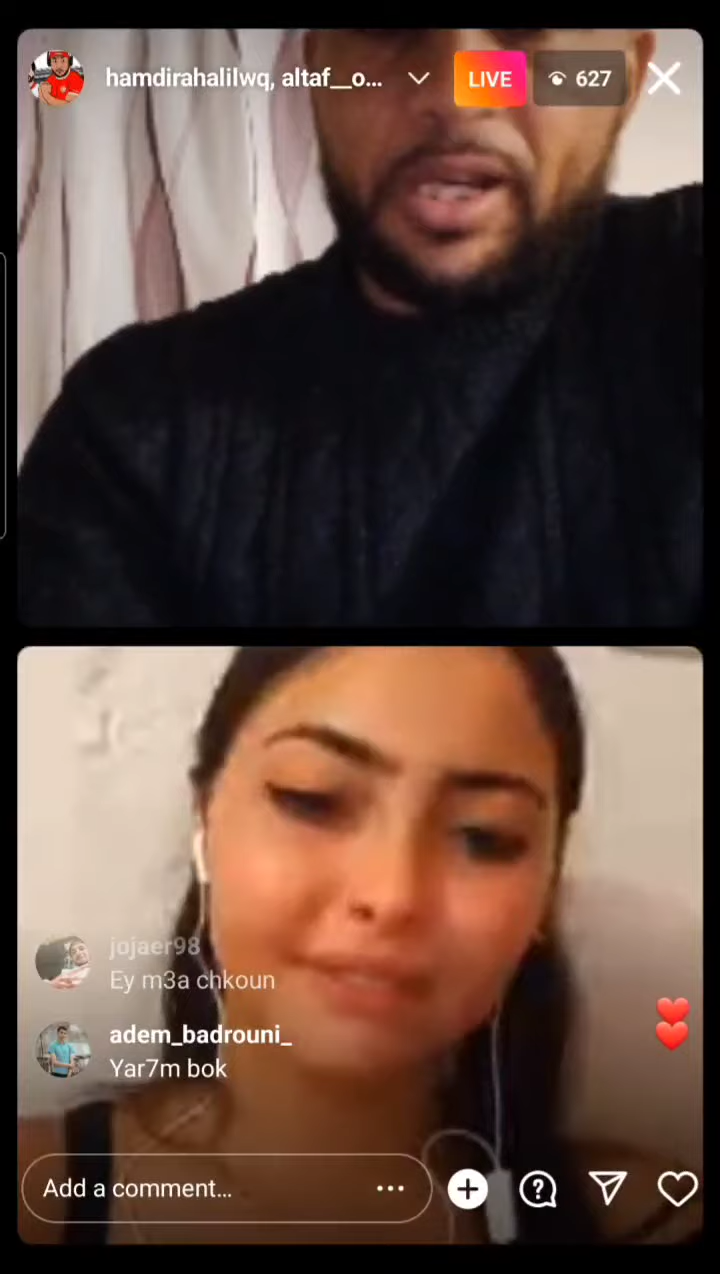 hamdirahalilwq, altaf__o...
LIVE
627
jojaer98
Ey m3a chkoun
adem_badrouni_
Yar7m bok
Add a comment...